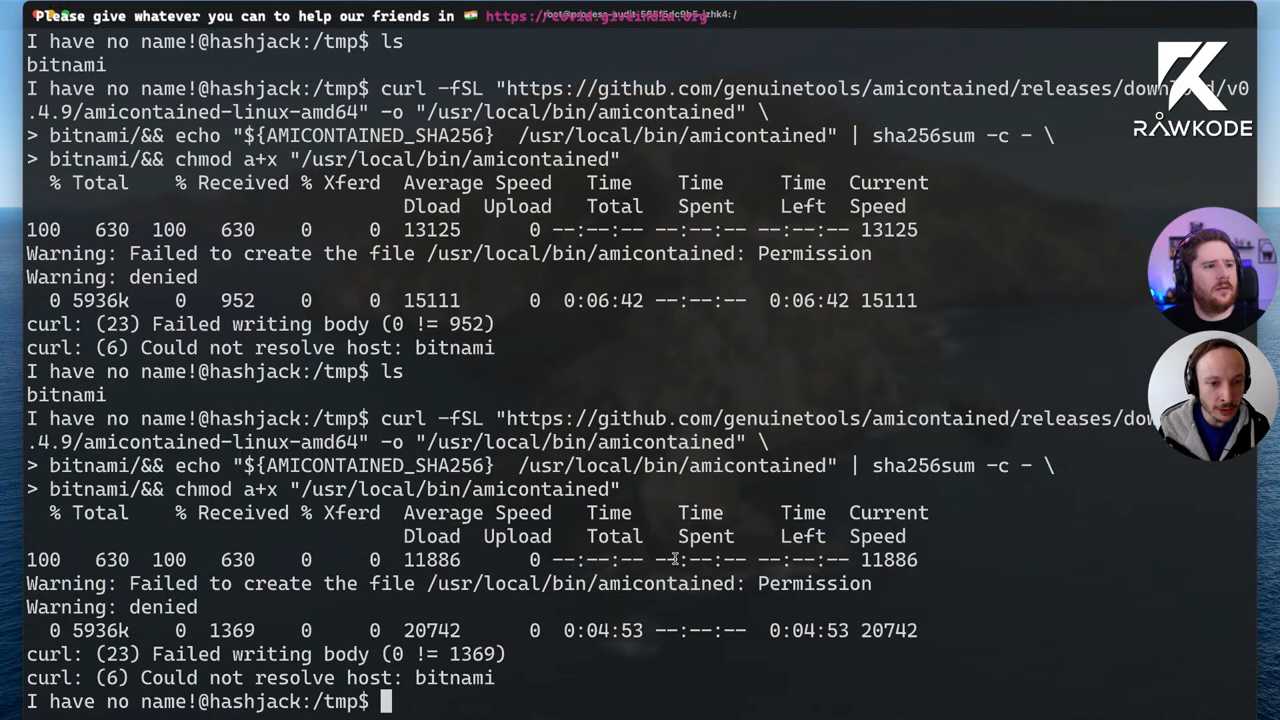 Please give whatever you can to help our friends in 🇮🇳 https://covid.giveindia.org
I have no name!@hashjack:/tmp$ ls
bitnami
I have no name!@hashjack:/tmp$ curl -fSL "https://github.com/genuinetools/amicontained/releases/download/v0
.4.9/amicontained-linux-amd64" -o "/usr/local/bin/amicontained" \
> bitnami/&& echo "${AMICONTAINED_SHA256}  /usr/local/bin/amicontained" | sha256sum -c - \
> bitnami/&& chmod a+x "/usr/local/bin/amicontained"
% Total    % Received % Xferd  Average Speed   Time    Time     Time  Current
Dload  Upload   Total   Spent    Left  Speed
100   630  100   630    0     0  13125      0 --:--:-- --:--:-- --:--:-- 13125
Warning: Failed to create the file /usr/local/bin/amicontained: Permission
Warning: denied
0 5936k    0   952    0     0  15111      0  0:06:42 --:--:--  0:06:42 15111
curl: (23) Failed writing body (0 != 952)
curl: (6) Could not resolve host: bitnami
I have no name!@hashjack:/tmp$ ls
bitnami
I have no name!@hashjack:/tmp$ curl -fSL "https://github.com/genuinetools/amicontained/releases/dow
.4.9/amicontained-linux-amd64" -o "/usr/local/bin/amicontained" \
> bitnami/&& echo "${AMICONTAINED_SHA256}  /usr/local/bin/amicontained" | sha256sum -c - \
> bitnami/&& chmod a+x "/usr/local/bin/amicontained"
% Total    % Received % Xferd  Average Speed   Time    Time     Time  Current
Dload  Upload   Total   Spent    Left  Speed
100   630  100   630    0     0  11886      0 --:--:-- --:--:-- --:--:-- 11886
Warning: Failed to create the file /usr/local/bin/amicontained: Permission
Warning: denied
0 5936k    0  1369    0     0  20742      0  0:04:53 --:--:--  0:04:53 20742
curl: (23) Failed writing body (0 != 1369)
curl: (6) Could not resolve host: bitnami
I have no name!@hashjack:/tmp$
RAWKODE